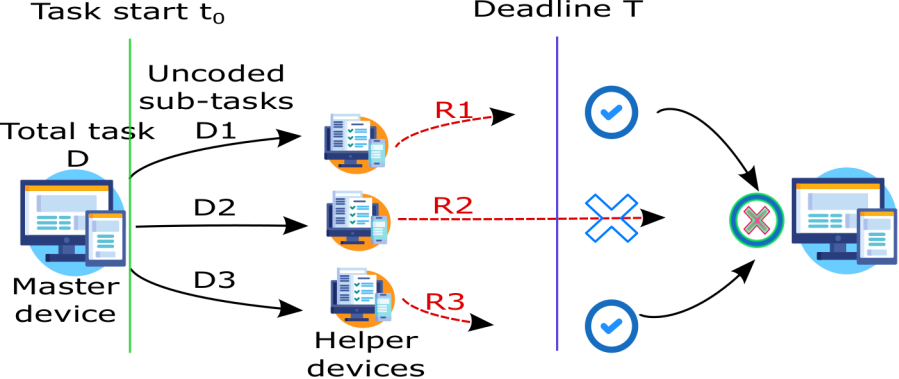 Task start t₀
Deadline T
Uncoded
sub-tasks
Total task
D
D1
R1
D2
R2
D3
R3
Master
device
Helper
devices